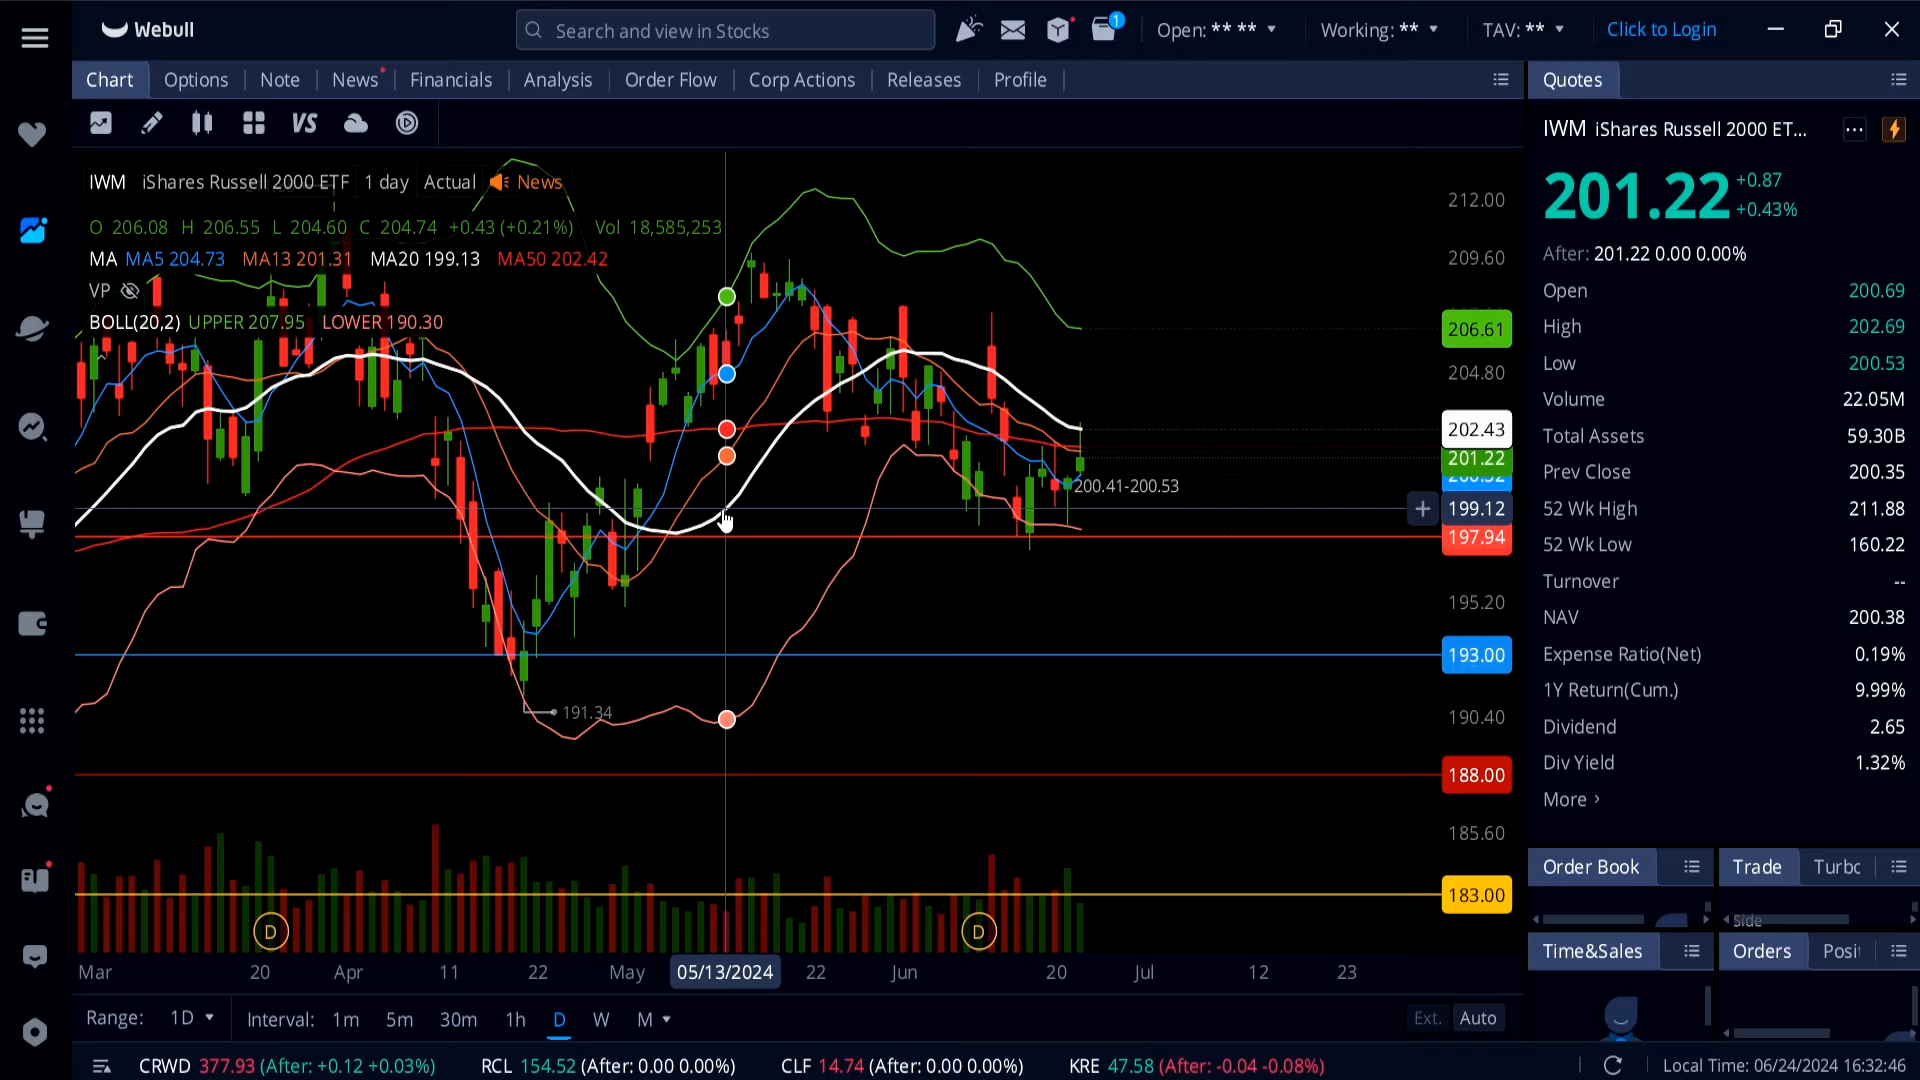 Webull
Search and view in Stocks
1
Open: ** **
Working: **
TAV: **
Click to Login
Chart
Options
Note
News
Financials
Analysis
Order Flow
Corp Actions
Releases
Profile
Quotes
VS
IWM iShares Russell 2000 ETF 1 day Actual News
O 206.08 H 206.55 L 204.60 C 204.74 +0.43 (+0.21%) Vol 18,585,253
MA MA5 204.73 MA13 201.31 MA20 199.13 MA50 202.42
VP
BOLL(20,2) UPPER 207.95 LOWER 190.30
212.00
209.60
206.61
204.80
202.43
201.22
199.12
197.94
195.20
193.00
190.40
188.00
185.60
183.00
200.41-200.53
191.34
D
D
Mar 20 Apr 11 22 May 05/13/2024 22 Jun 20 Jul 12 23
Range: 1D Interval: 1m 5m 30m 1h D W M Ext. Auto
IWM iShares Russell 2000 ET...
201.22 +0.87
+0.43%
After: 201.22 0.00 0.00%
Open 200.69
High 202.69
Low 200.53
Volume 22.05M
Total Assets 59.30B
Prev Close 200.35
52 Wk High 211.88
52 Wk Low 160.22
Turnover --
NAV 200.38
Expense Ratio(Net) 0.19%
1Y Return(Cum.) 9.99%
Dividend 2.65
Div Yield 1.32%
More
Order Book
Trade Turbo
Side
Time&Sales
Orders Posit
CRWD 377.93 (After: +0.12 +0.03%) RCL 154.52 (After: 0.00 0.00%) CLF 14.74 (After: 0.00 0.00%) KRE 47.58 (After: -0.04 -0.08%) Local Time: 06/24/2024 16:32:46